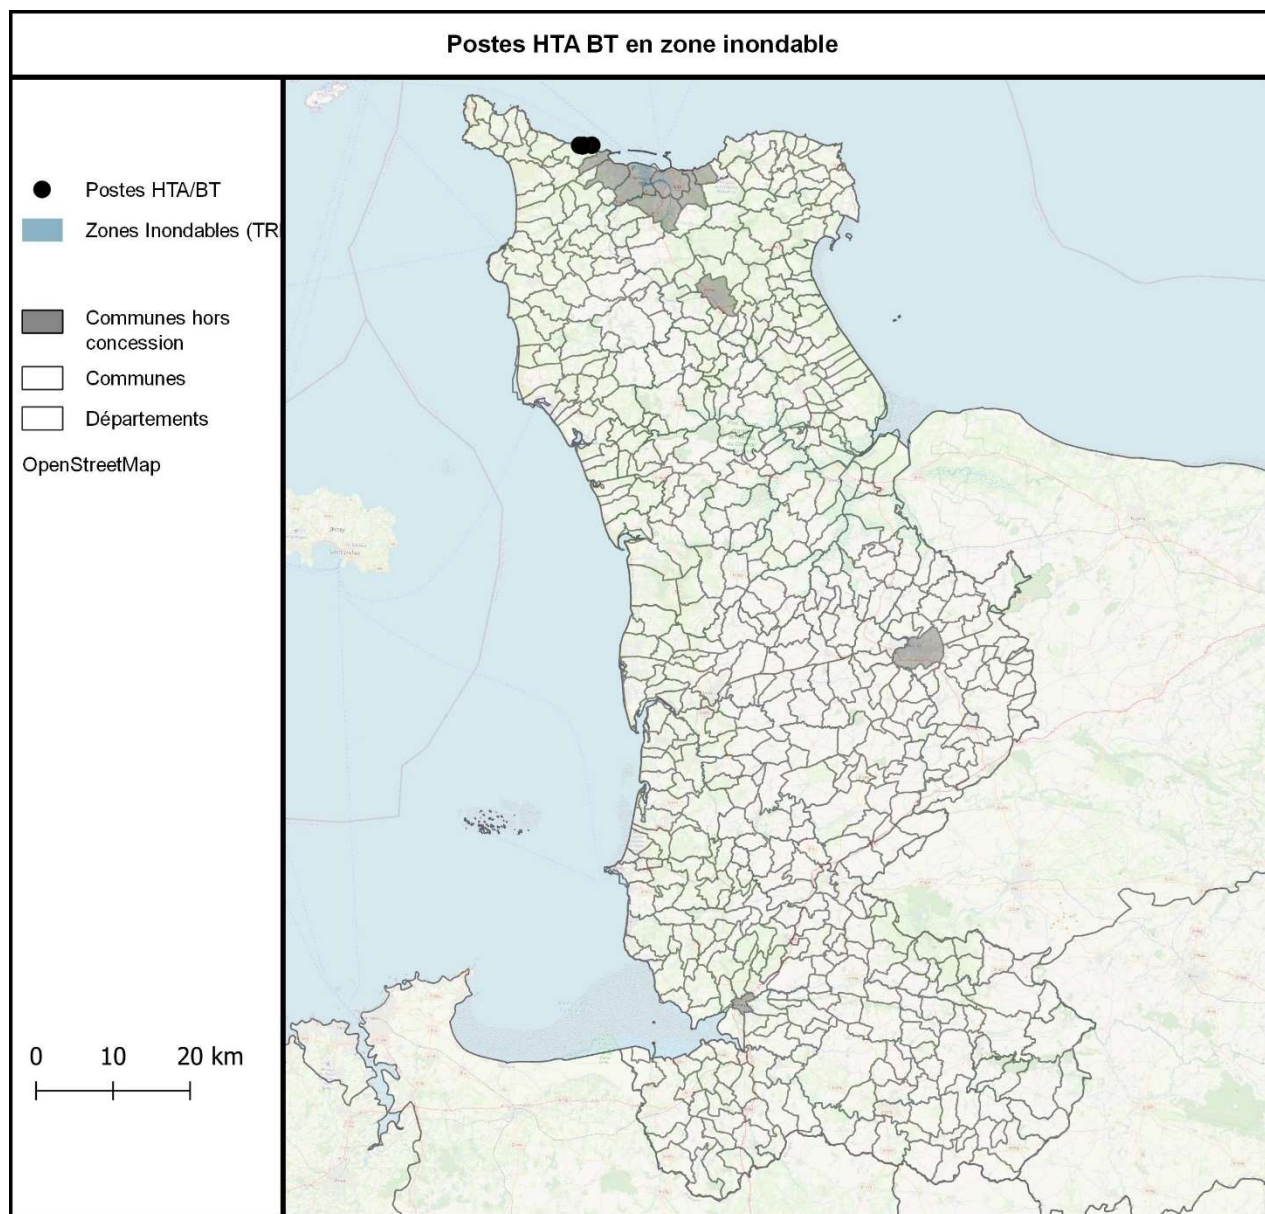 Postes HTA BT en zone inondable
Postes HTA/BT
Zones Inondables (TR
Communes hors
concession
Communes
Départements
OpenStreetMap
0 10 20 km